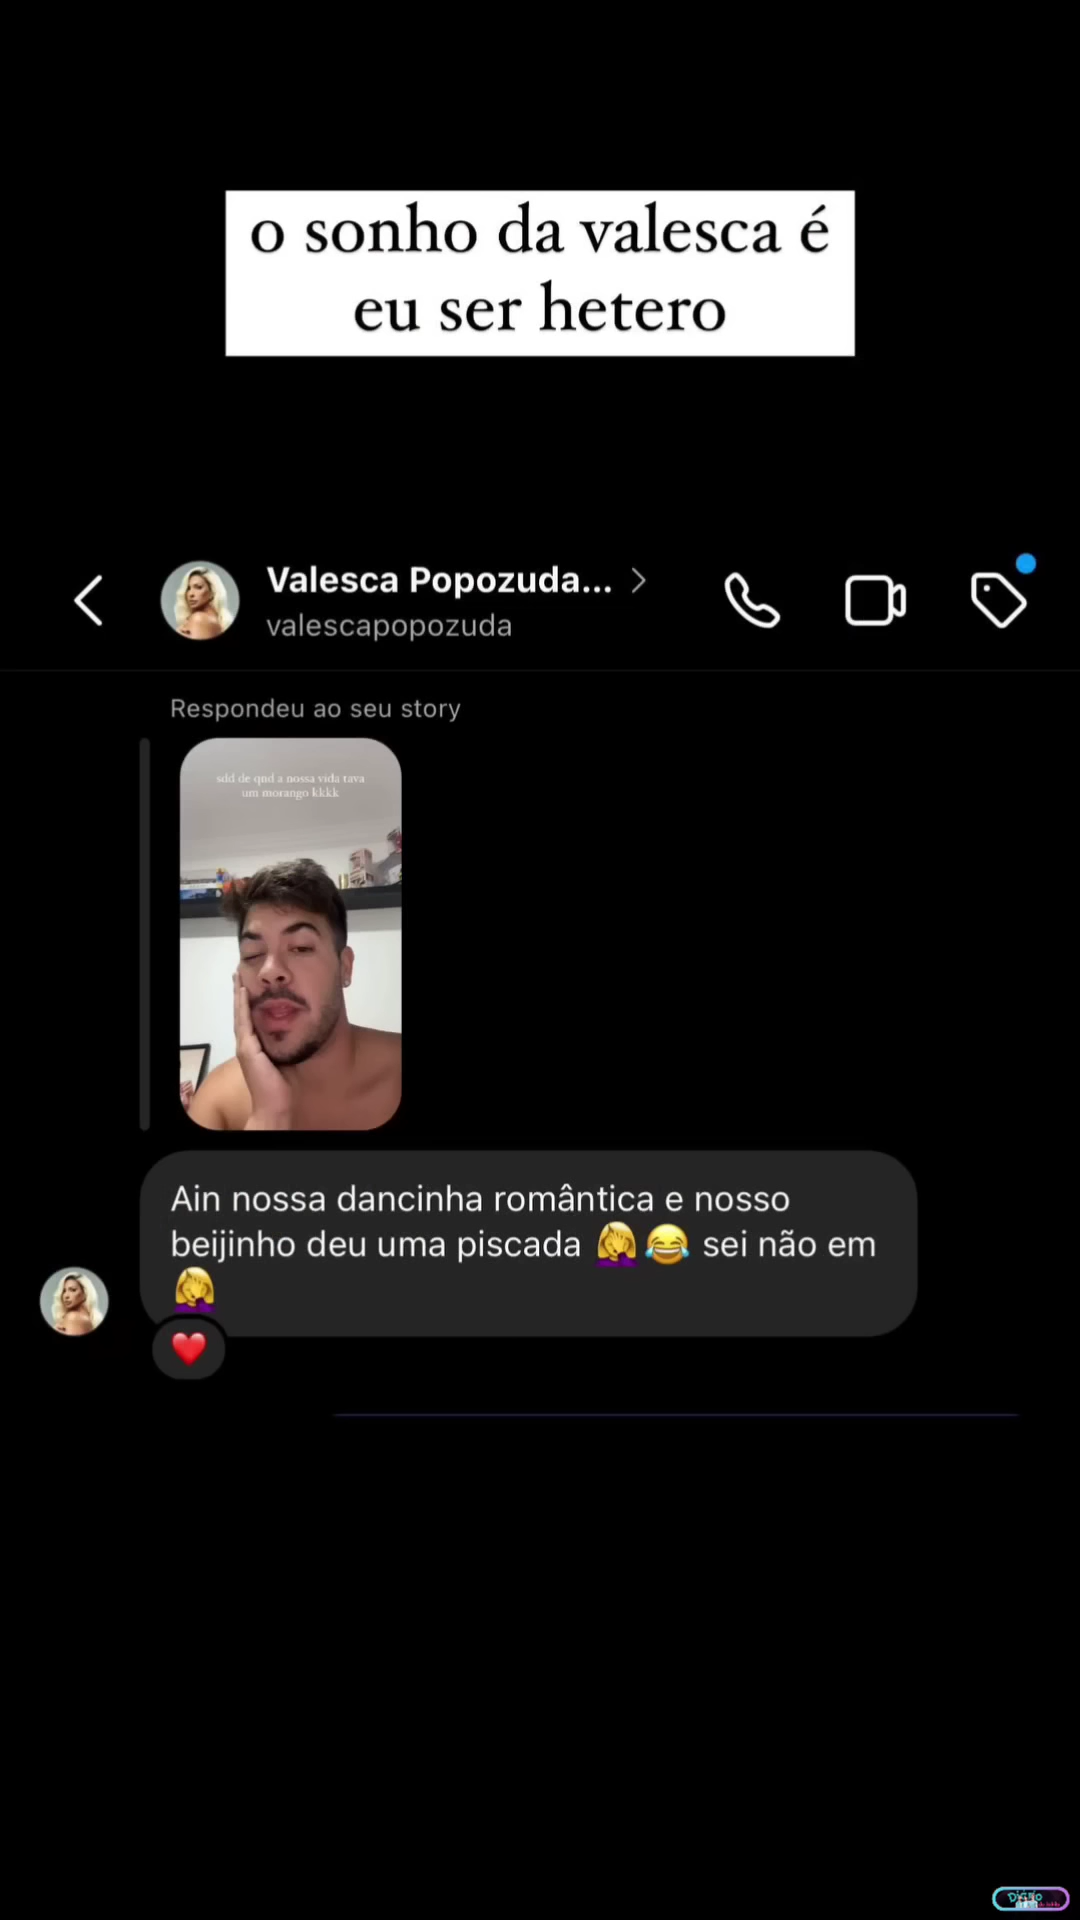 o sonho da valesca é
eu ser hetero
Valesca Popozuda...
valescapopozuda
Respondeu ao seu story
sdd de qnd a nossa vida tava
um morango kkkk
Ain nossa dancinha romântica e nosso
beijinho deu uma piscada 🤦‍♀️😂 sei não em
🤦‍♀️